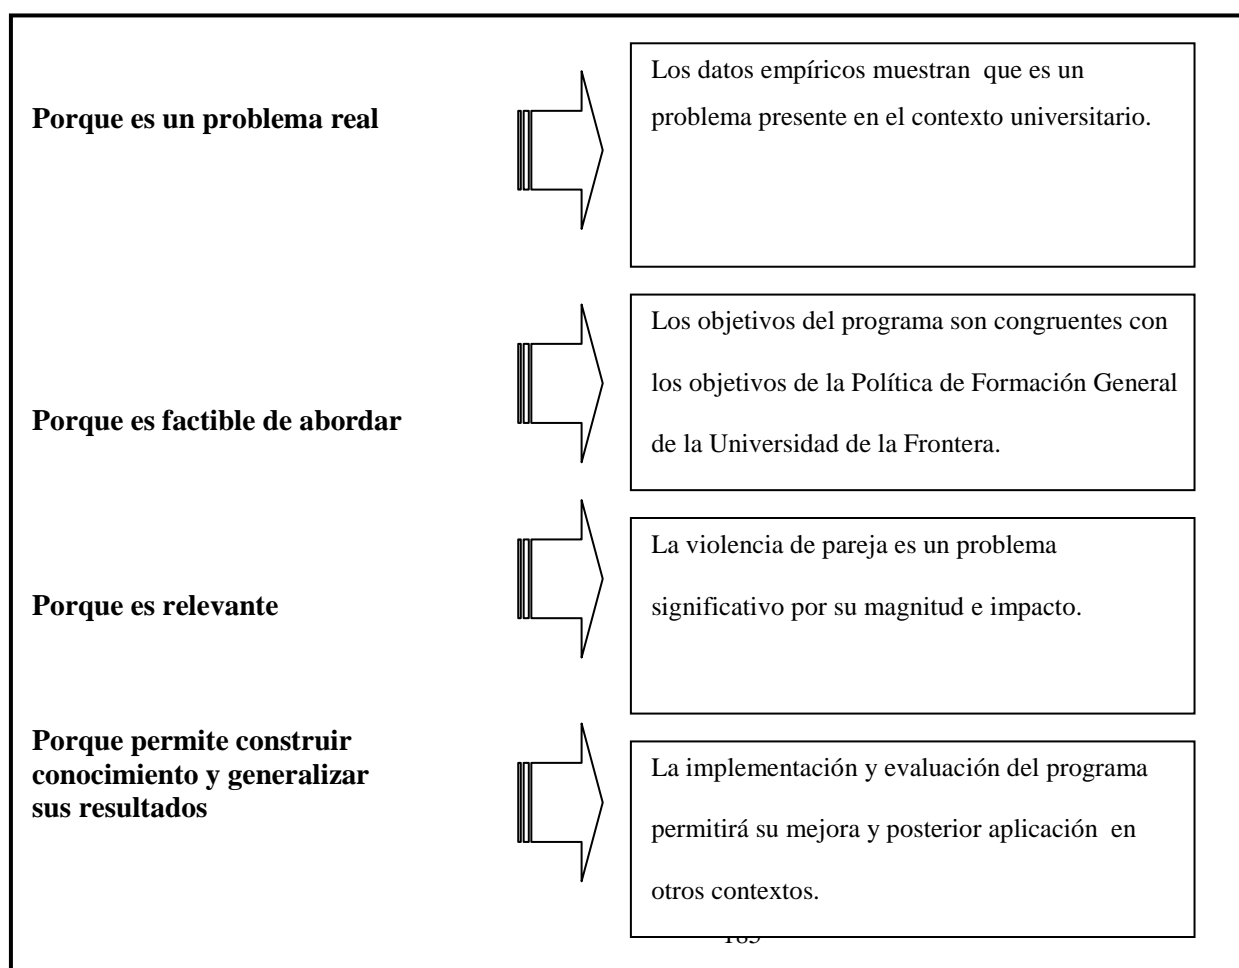 Porque es un problema real
Los datos empíricos muestran que es un
problema presente en el contexto universitario.
Porque es factible de abordar
Los objetivos del programa son congruentes con
los objetivos de la Política de Formación General
de la Universidad de la Frontera.
Porque es relevante
La violencia de pareja es un problema
significativo por su magnitud e impacto.
Porque permite construir
conocimiento y generalizar
sus resultados
La implementación y evaluación del programa
permitirá su mejora y posterior aplicación en
otros contextos.